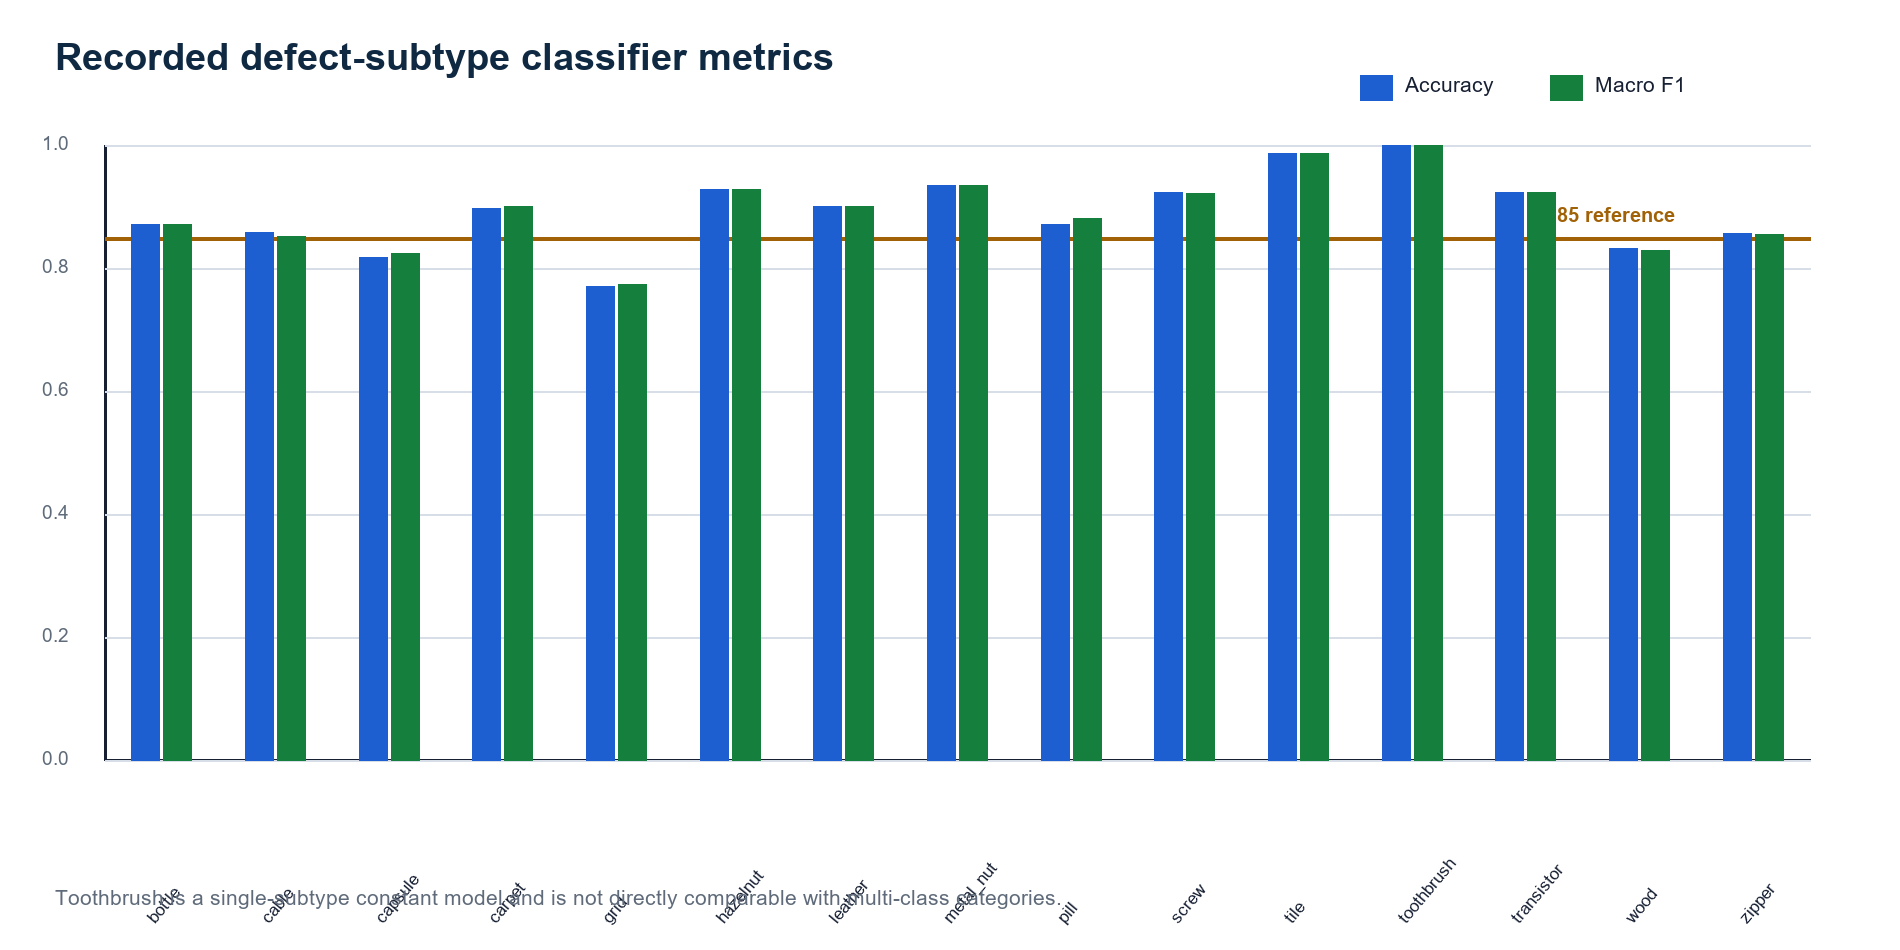 Recorded defect-subtype classifier metrics
Accuracy
Macro F1
1.0
85 reference
0.8
0.6
0.4
0.2
0.0
Toothbrush is a single-subtype constant model and is not directly comparable with multi-class categories.
bottle
cable
capsule
carpet
grid
hazelnut
leather
metal_nut
pill
screw
tile
toothbrush
transistor
wood
zipper